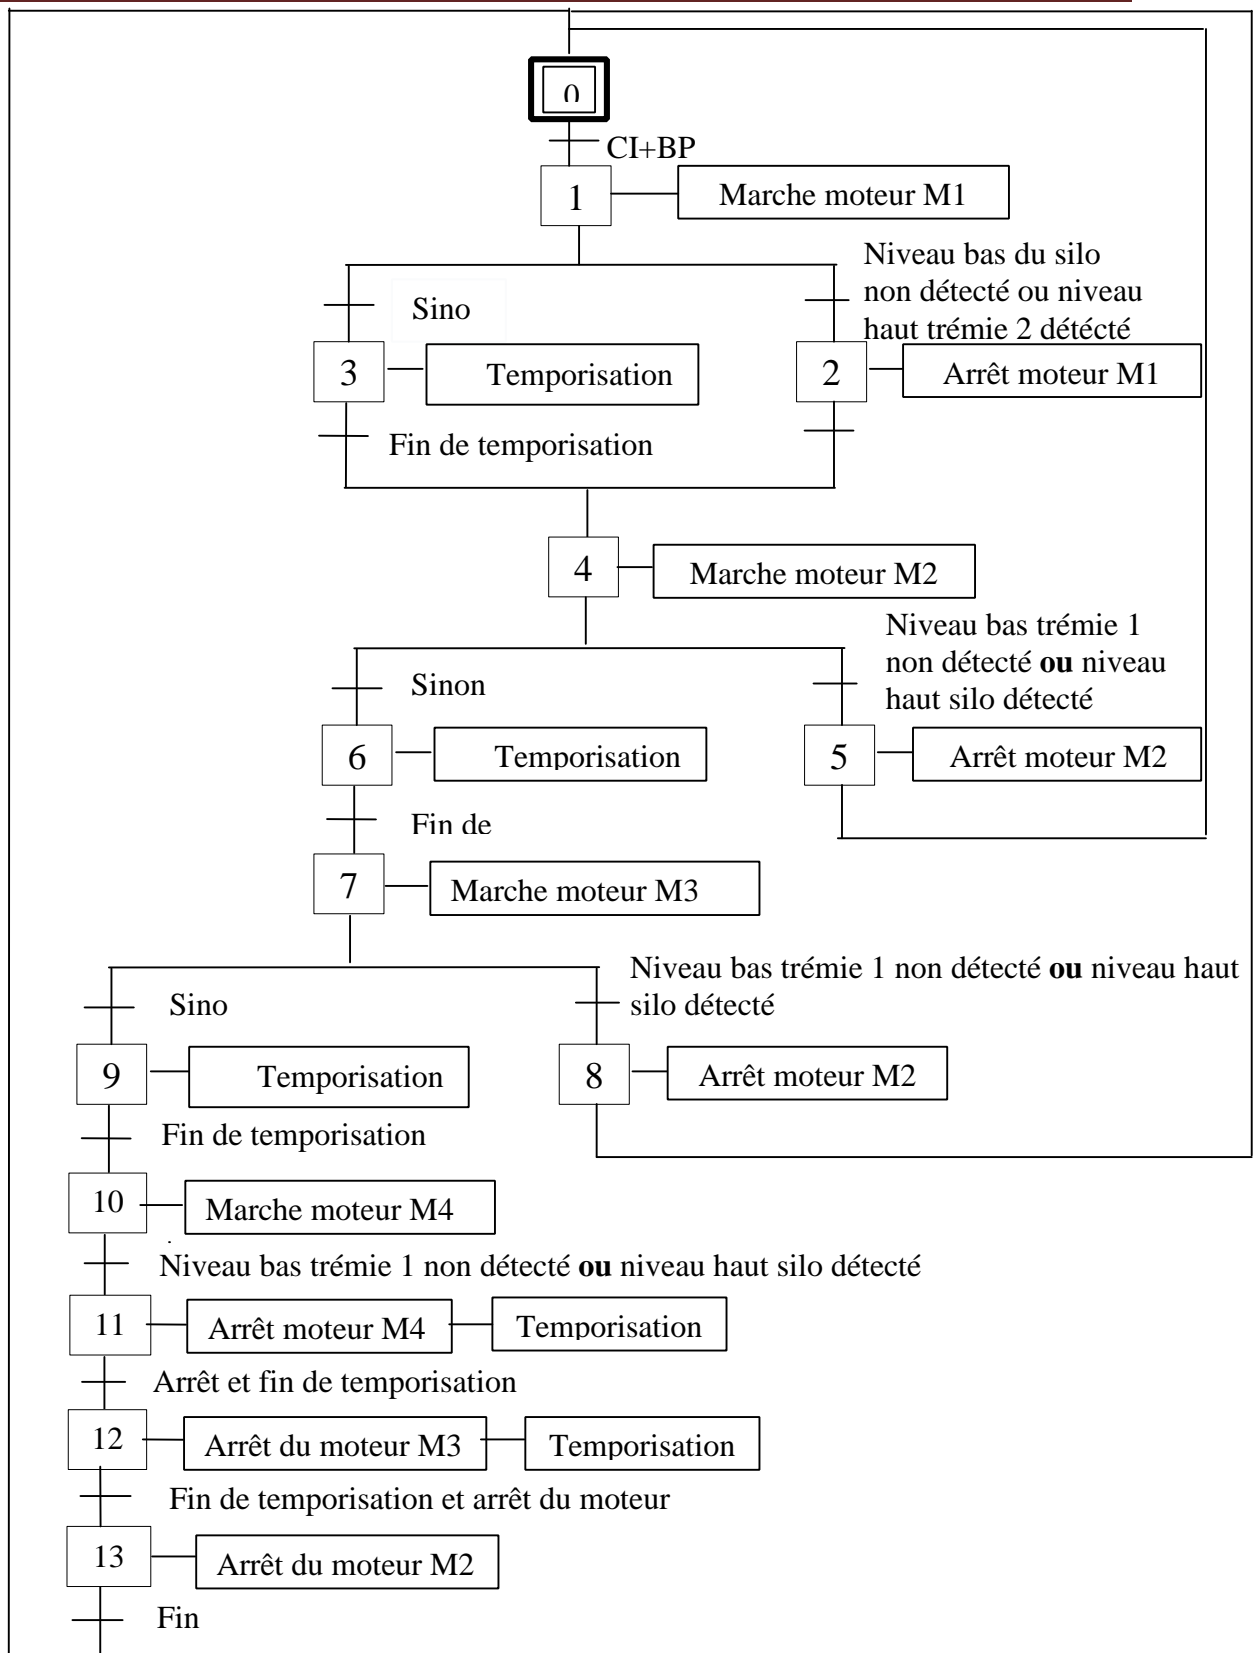 0
CI+BP
1
Marche moteur M1
Niveau bas du silo
non détecté ou niveau
haut trémie 2 détécté
Sino
3
Temporisation
2
Arrêt moteur M1
Fin de temporisation
4
Marche moteur M2
Niveau bas trémie 1
non détecté ou niveau
haut silo détecté
Sinon
6
Temporisation
5
Arrêt moteur M2
Fin de
7
Marche moteur M3
Niveau bas trémie 1 non détecté ou niveau haut
silo détecté
Sino
9
Temporisation
8
Arrêt moteur M2
Fin de temporisation
10
Marche moteur M4
Niveau bas trémie 1 non détecté ou niveau haut silo détecté
11
Arrêt moteur M4
Temporisation
Arrêt et fin de temporisation
12
Arrêt du moteur M3
Temporisation
Fin de temporisation et arrêt du moteur
13
Arrêt du moteur M2
Fin